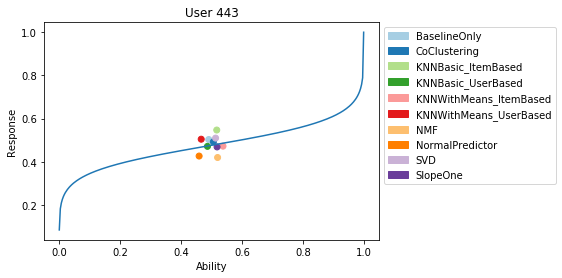 User 443
1.0
0.8
0.6
0.4
0.2
Response
0.0 0.2 0.4 0.6 0.8 1.0
Ability
BaselineOnly
CoClustering
KNNBasic_ItemBased
KNNBasic_UserBased
KNNWithMeans_ItemBased
KNNWithMeans_UserBased
NMF
NormalPredictor
SVD
SlopeOne